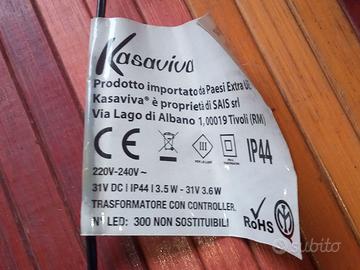 Kasaviva
Prodotto importato da Paesi Extra UE
Kasaviva® è proprietà di SAIS srl
Via Lago di Albano 1,00019 Tivoli (RM)
CE
III
IP44
220V-240V~
31V DC | IP44 | 3.5W - 31V 3.6W
TRASFORMATORE CON CONTROLLER.
N° LED: 300 NON SOSTITUIBILI
RoHS
subito